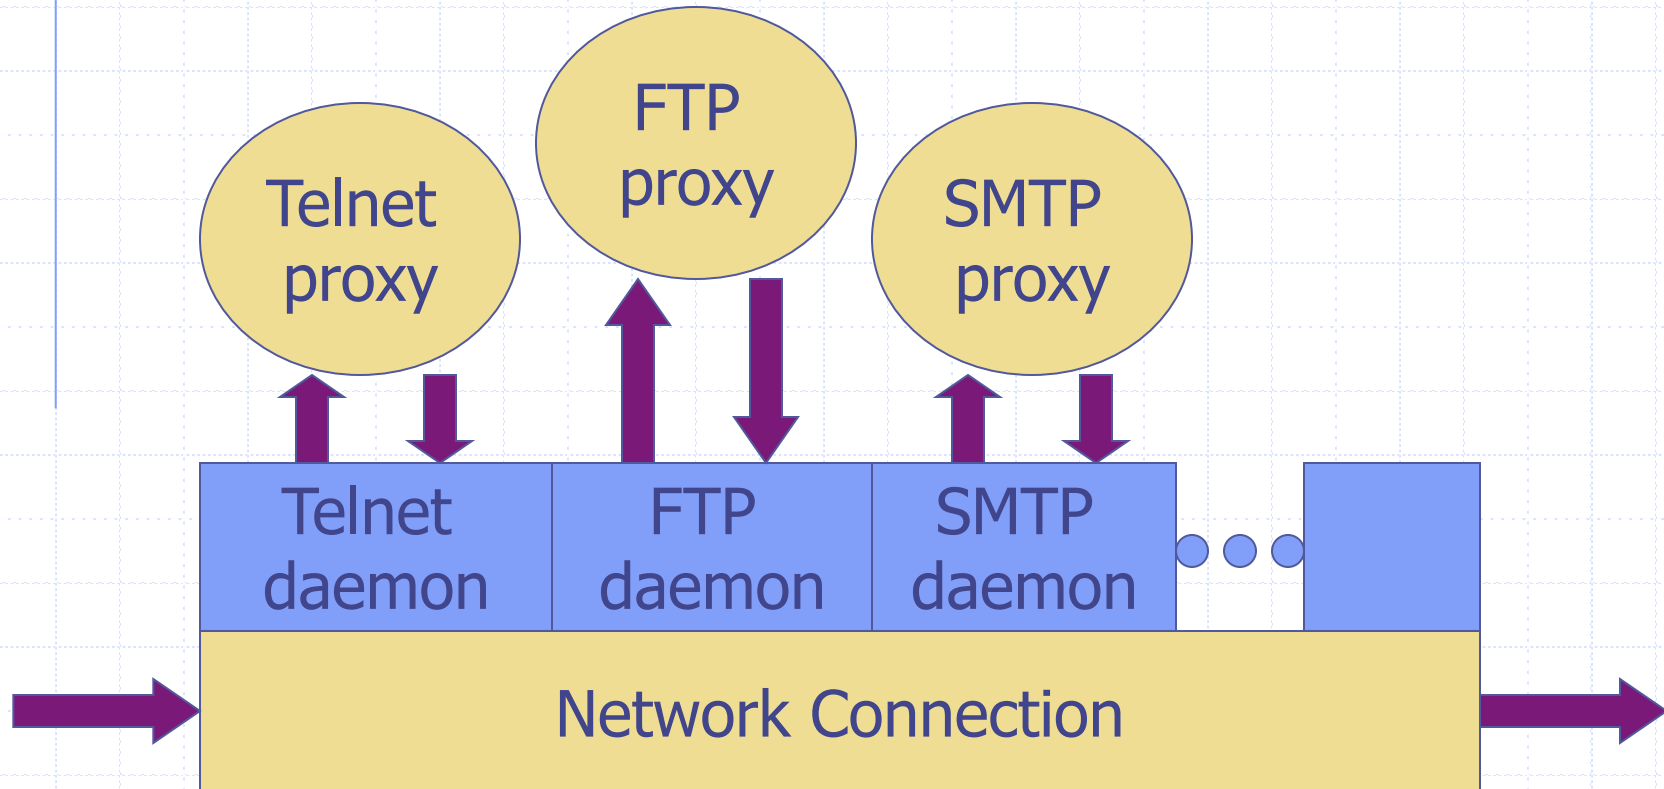 FTP
proxy
Telnet
proxy
SMTP
proxy
Telnet
daemon
FTP
daemon
SMTP
daemon
Network Connection